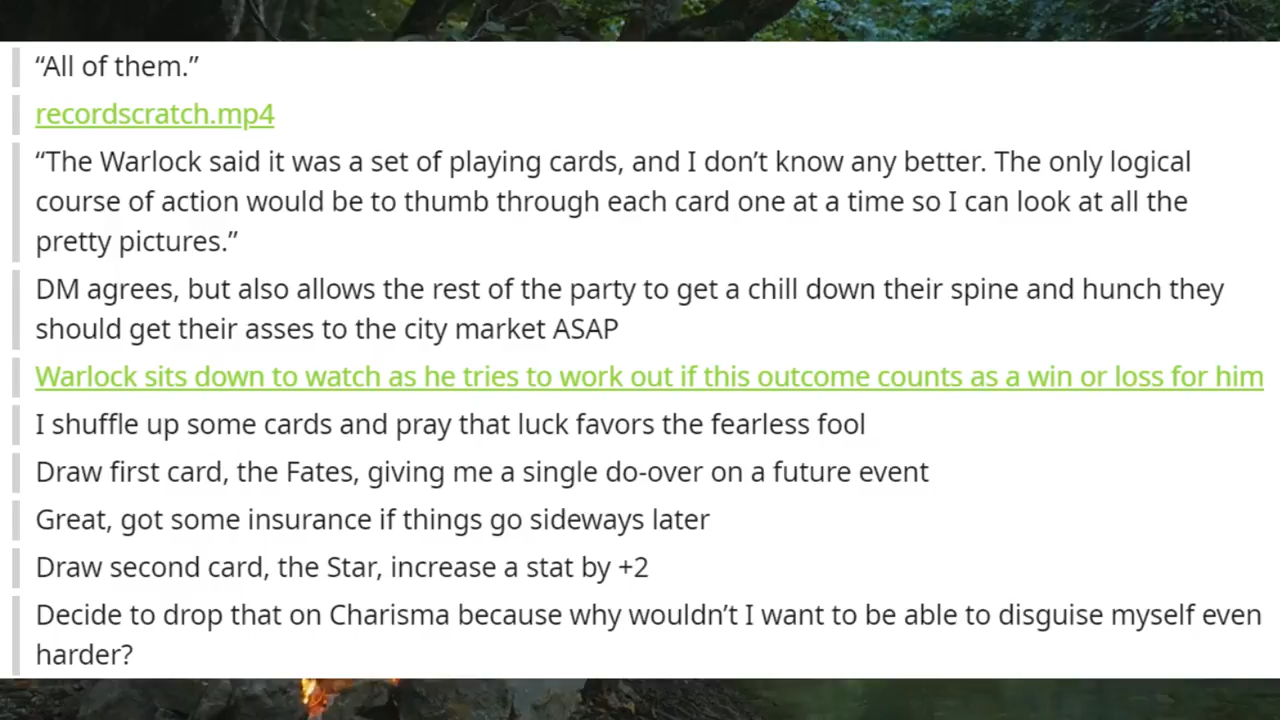 “All of them.”
recordscratch.mp4
“The Warlock said it was a set of playing cards, and I don’t know any better. The only logical
course of action would be to thumb through each card one at a time so I can look at all the
pretty pictures.”
DM agrees, but also allows the rest of the party to get a chill down their spine and hunch they
should get their asses to the city market ASAP
Warlock sits down to watch as he tries to work out if this outcome counts as a win or loss for him
I shuffle up some cards and pray that luck favors the fearless fool
Draw first card, the Fates, giving me a single do-over on a future event
Great, got some insurance if things go sideways later
Draw second card, the Star, increase a stat by +2
Decide to drop that on Charisma because why wouldn’t I want to be able to disguise myself even
harder?